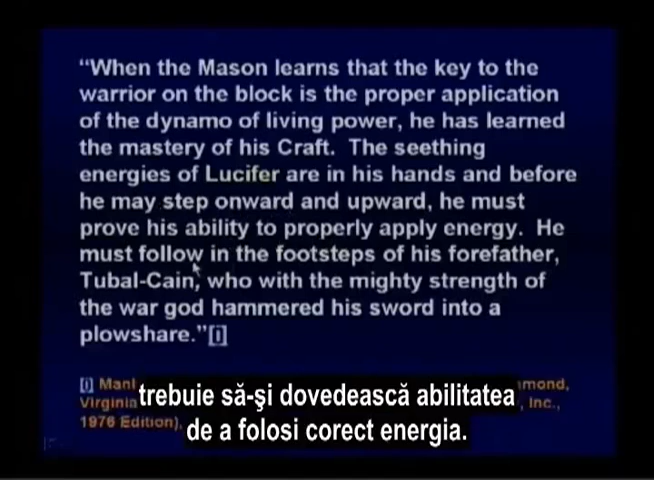 “When the Mason learns that the key to the
warrior on the block is the proper application
of the dynamo of living power, he has learned
the mastery of his Craft. The seething
energies of Lucifer are in his hands and before
he may step onward and upward, he must
prove his ability to properly apply energy. He
must follow in the footsteps of his forefather,
Tubal-Cain, who with the mighty strength of
the war god hammered his sword into a
plowshare.”[i]
[i] Manl mond,
Virginia , Inc.,
1976 Edition),
trebuie să-şi dovedească abilitatea
de a folosi corect energia.